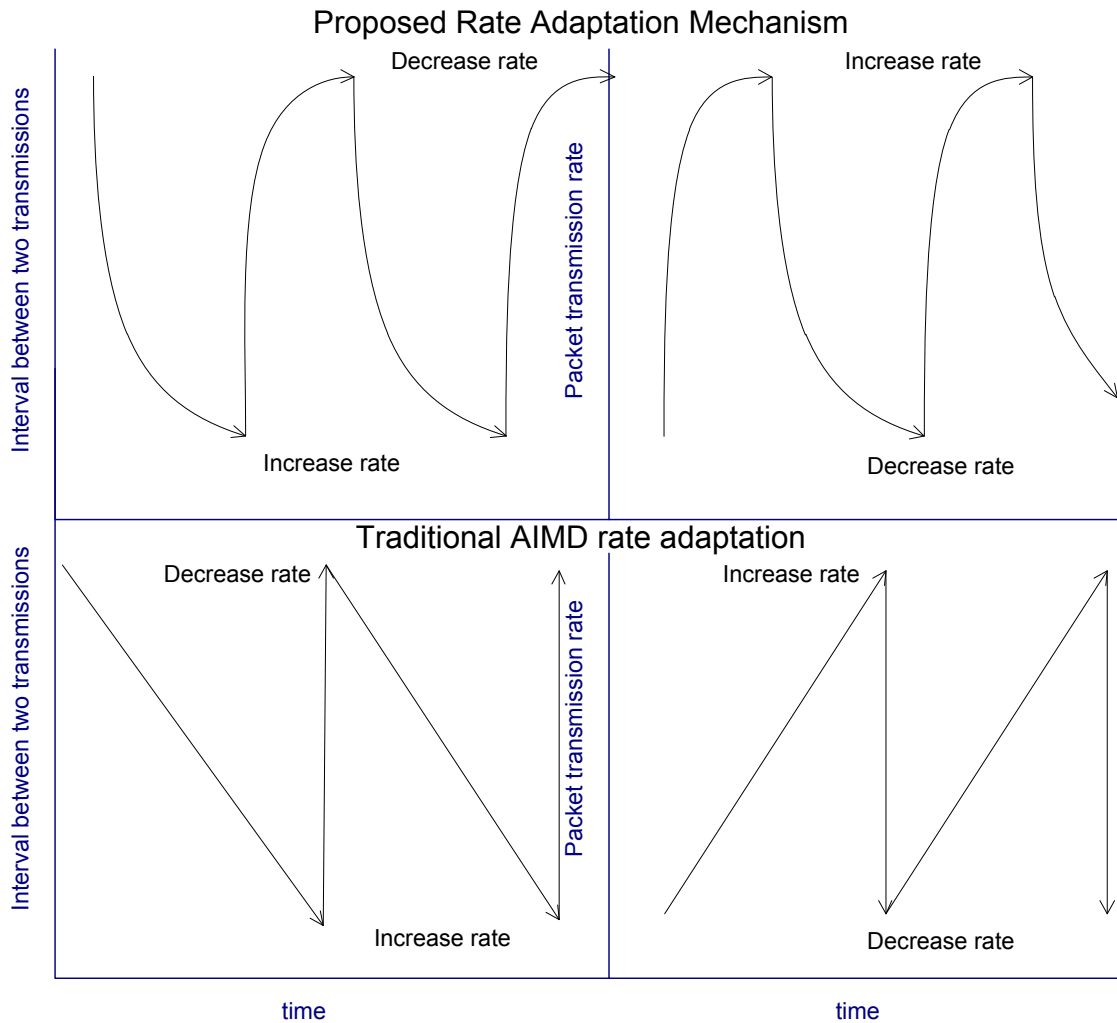 Proposed Rate Adaptation Mechanism
Decrease rate
Increase rate
Interval between two transmissions
Packet transmission rate
Increase rate
Decrease rate
Traditional AIMD rate adaptation
Decrease rate
Increase rate
Interval between two transmissions
Packet transmission rate
Increase rate
Decrease rate
time
time